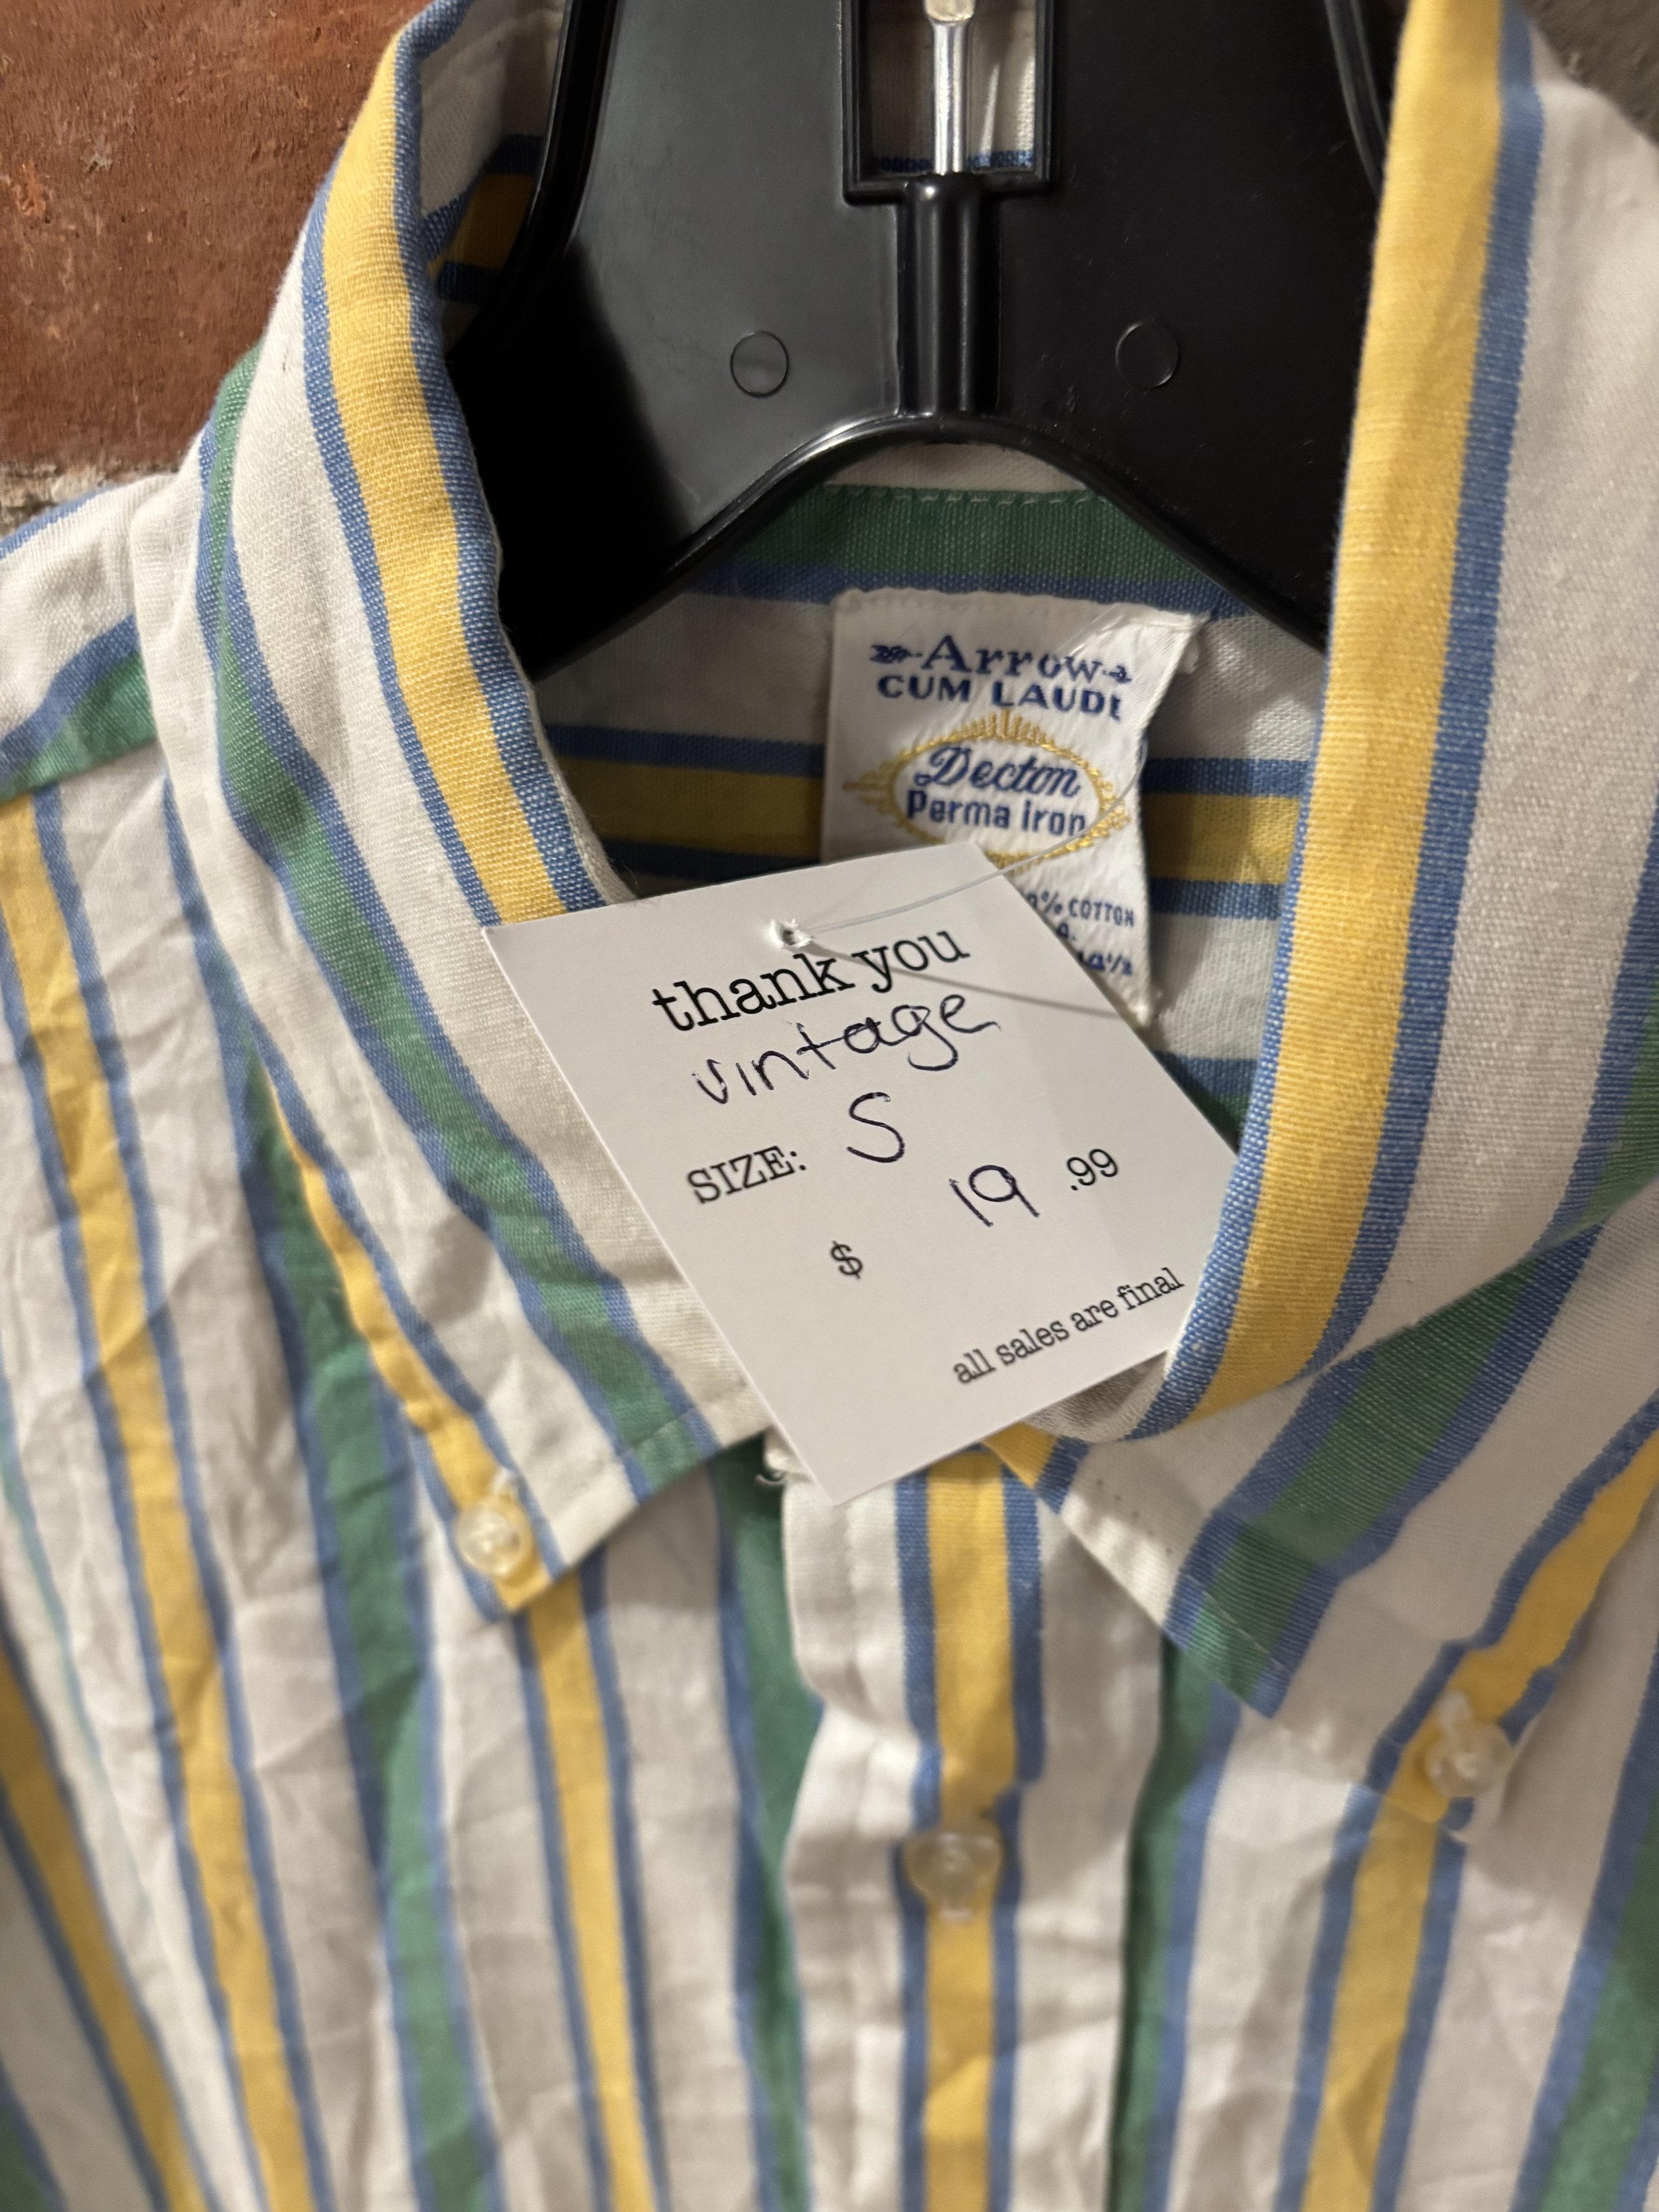 Arrow
CUM LAUDE
Decton
Perma iron
% COTTON
thank you
vintage
SIZE: S
$ 19 .99
all sales are final